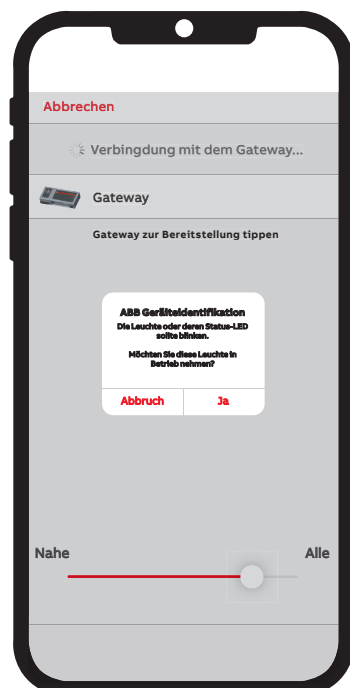 Abbrechen
Verbingdung mit dem Gateway...
Gateway
Gateway zur Bereitstellung tippen
ABB Geräiteidentifikation
Die Leuchte oder deren Status-LED
sollte blinken.
Möchten Sie diese Leuchte in
Betrieb nehmen?
Abbruch
Ja
Nahe
Alle